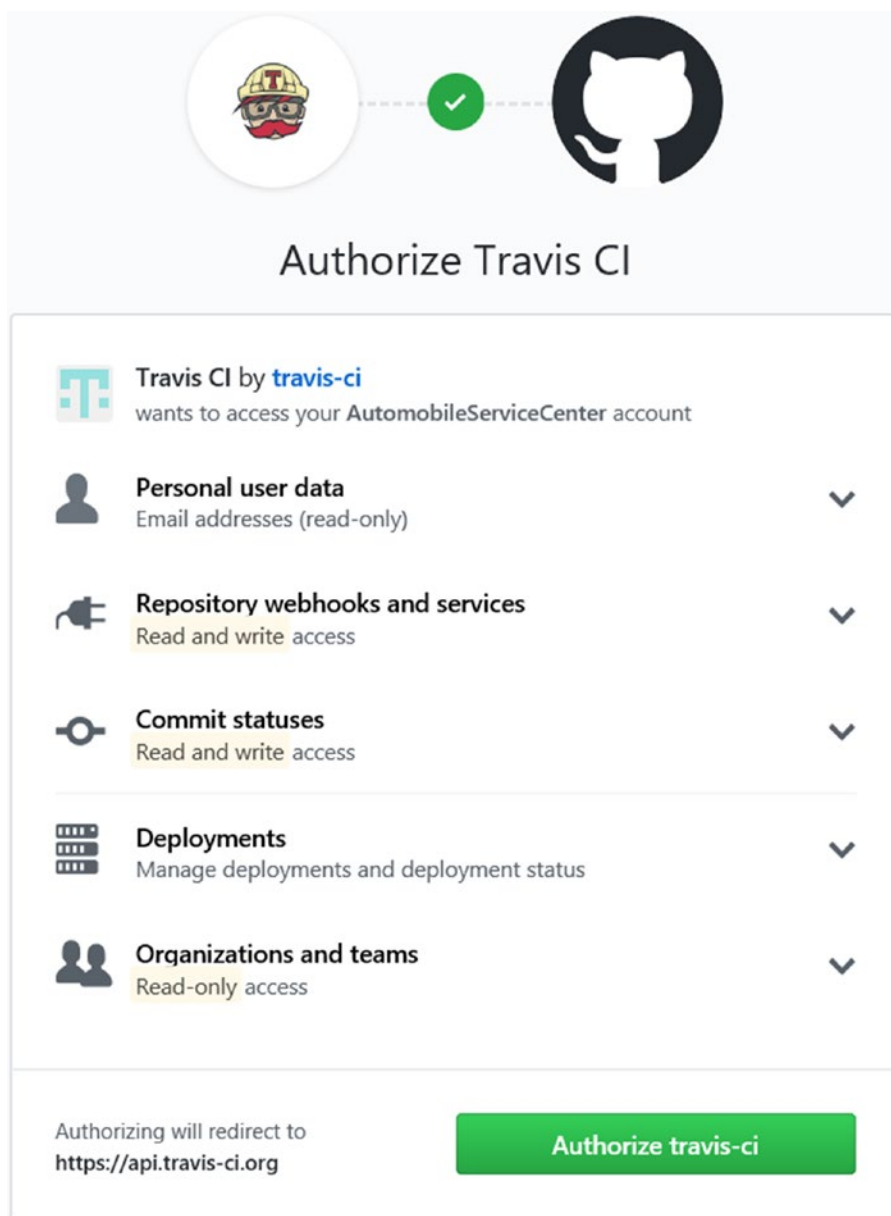 T
Authorize Travis CI
Travis CI by travis-ci
wants to access your AutomobileServiceCenter account
Personal user data
Email addresses (read-only)
Repository webhooks and services
Read and write access
Commit statuses
Read and write access
Deployments
Manage deployments and deployment status
Organizations and teams
Read-only access
Authorizing will redirect to
https://api.travis-ci.org
Authorize travis-ci